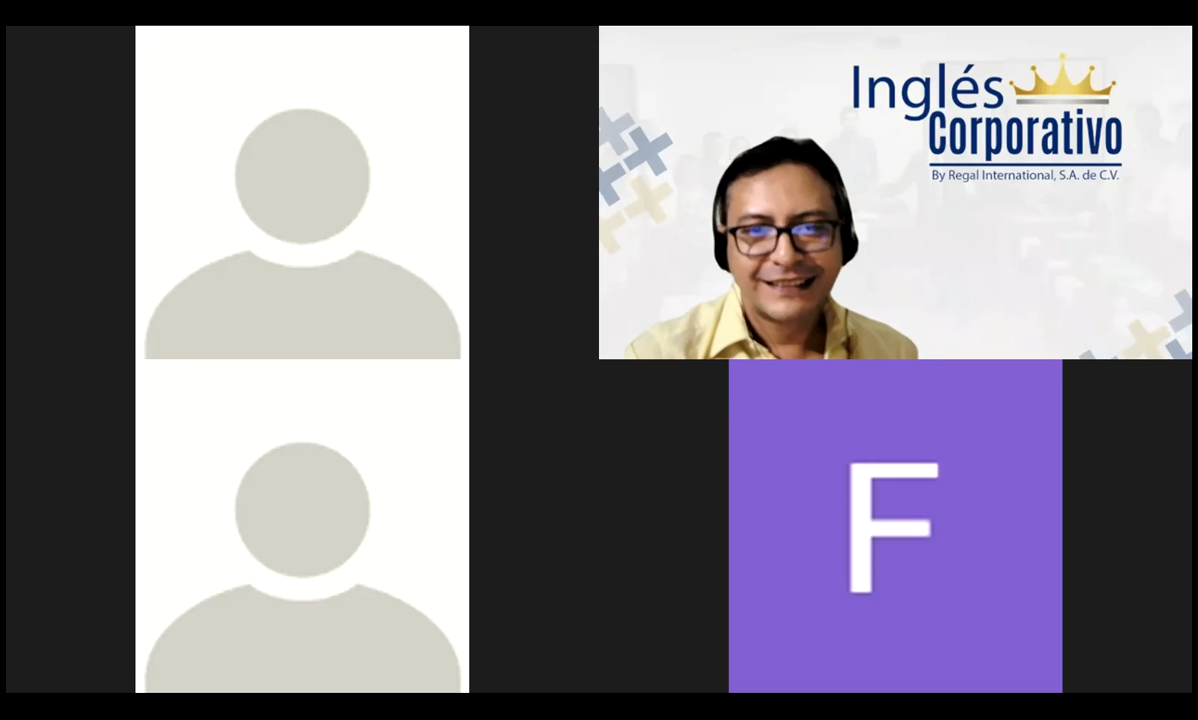 Inglés
Corporativo
By Regal International, S.A. de C.V.
F